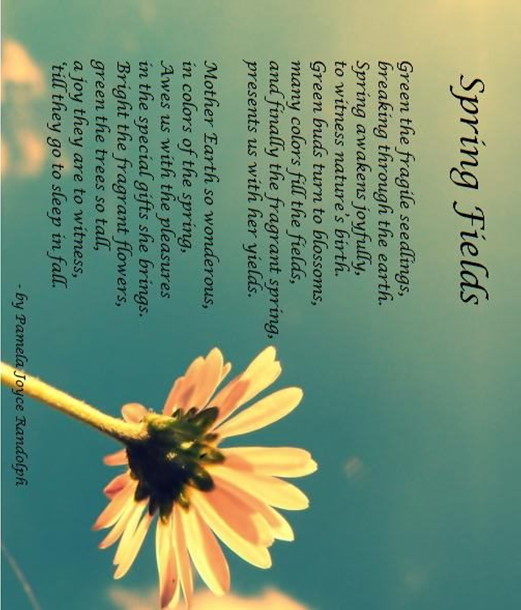 Spring Fields
Green the fragile seedlings,
breaking through the earth.
Spring awakens joyfully,
to witness nature's birth.
Green buds turn to blossoms,
many colors fill the fields,
and finally the fragrant spring,
presents us with her yields.
Mother Earth so wonderous,
in colors of the spring,
Awes us with the pleasures
in the special gifts she brings.
Bright the fragrant flowers,
green the trees so tall,
a joy they are to witness,
'till they go to sleep in fall.
- by Pamela Joyce Randolph